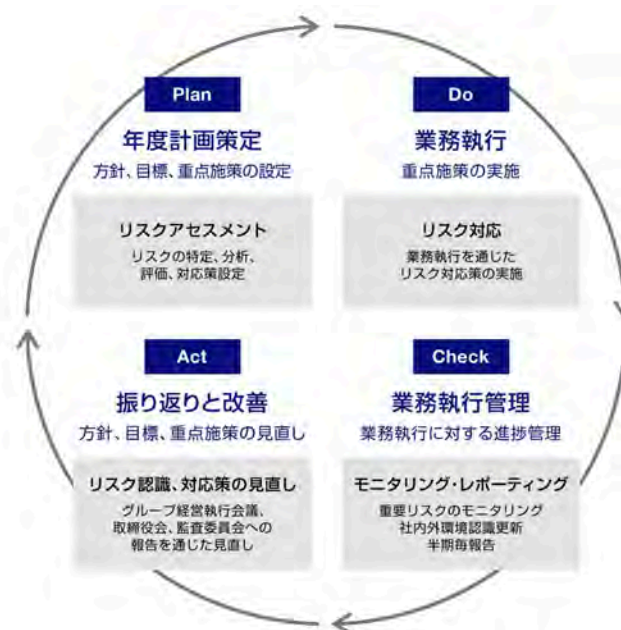 Plan
年度計画策定
方針、目標、重点施策の設定
リスクアセスメント
リスクの特定、分析、
評価、対応策設定
Do
業務執行
重点施策の実施
リスク対応
業務執行を通じた
リスク対応策の実施
Act
振り返りと改善
方針、目標、重点施策の見直し
リスク認識、対応策の見直し
グループ経営執行会議、
取締役会、監査委員会への
報告を通じた見直し
Check
業務執行管理
業務執行に対する進捗管理
モニタリング・レポーティング
重要リスクのモニタリング
社内外環境認識更新
半期毎報告